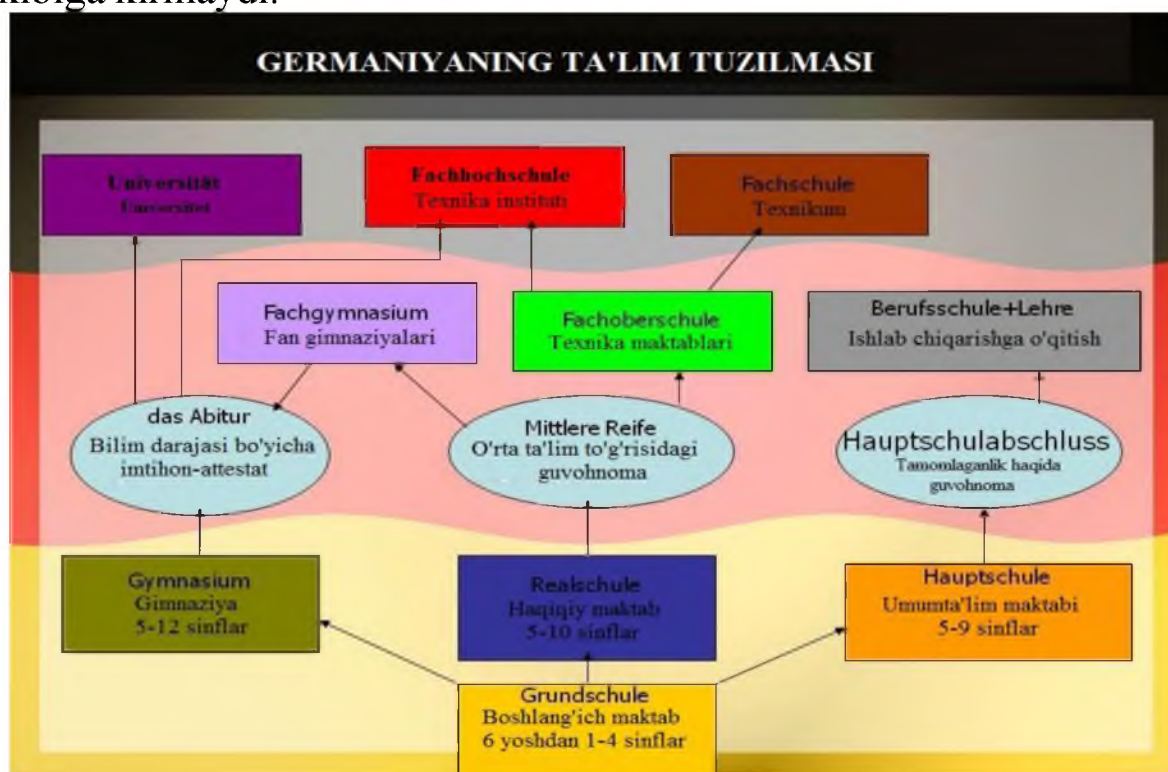 kirmaydi.
GERMANIYANING TA'LIM TUZILMASI
Universität
Universitet
Fachhochschule
Texnika instituti
Fachschule
Texnikum
Fachgymnasium
Fan gimnaziyalari
Fachoberschule
Texnika maktablari
Berufsschule+Lehre
Ishlab chiqarishga o'qitish
das Abitur
Bilim darajasi bo'yicha
imtihon-attestat
Mittlere Reife
O'rta ta'lim to'g'risidagi
guvohnoma
Hauptschulabschluss
Tamomlaganlik haqida
guvohnoma
Gymnasium
Gimnaziya
5-12 sinflar
Realschule
Haqiqiy maktab
5-10 sinflar
Hauptschule
Umumta'lim maktabi
5-9 sinflar
Grundschule
Boshlang'ich maktab
6 yoshdan 1-4 sinflar